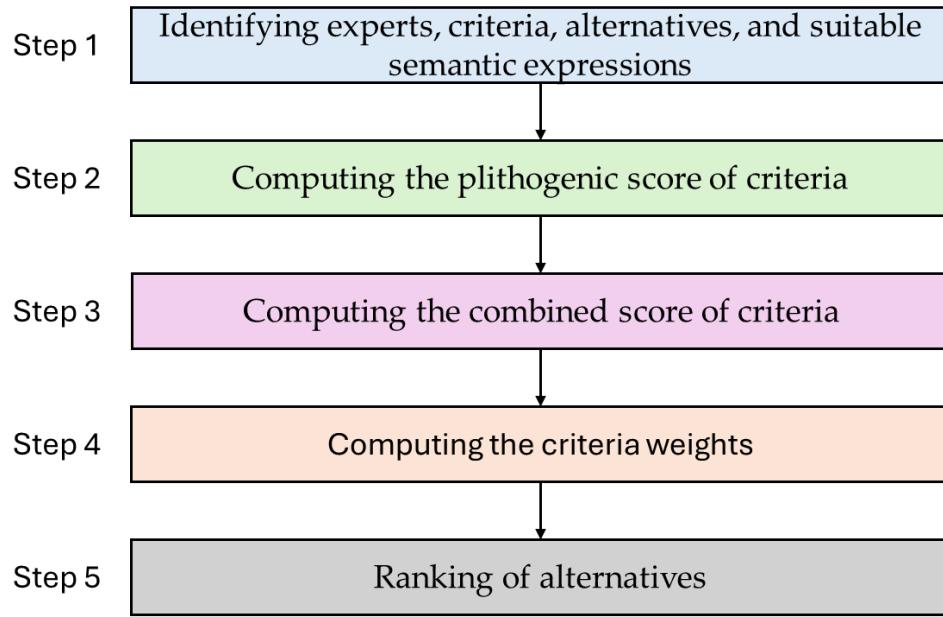 Step 1
Identifying experts, criteria, alternatives, and suitable
semantic expressions
Step 2
Computing the plithogenic score of criteria
Step 3
Computing the combined score of criteria
Step 4
Computing the criteria weights
Step 5
Ranking of alternatives